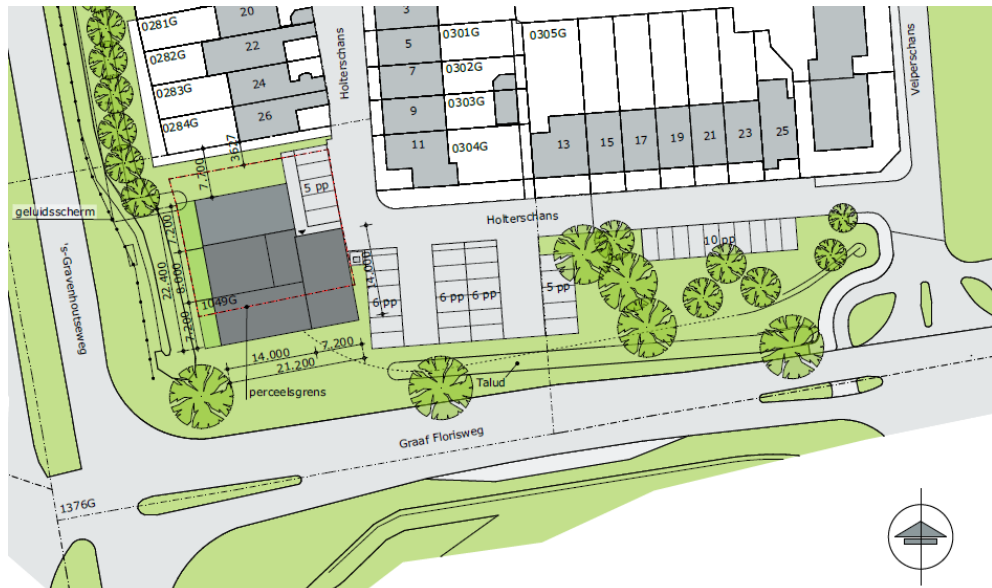 0281G
20
3
0282G
22
5
0301G
0305G
0283G
24
7
0302G
0284G
26
9
0303G
11
0304G
13
15
17
19
21
23
25
Holterschans
Velperschans
3627
7.700
5 pp
geluidsscherm
7.200
Holterschans
10 pp
's-Gravenhoutseweg
22.400
8.000
14.000
1049G
6 pp
6 pp
6 pp
5 pp
7.200
14.000
7.200
21.200
perceelsgrens
Talud
Graaf Florisweg
1376G